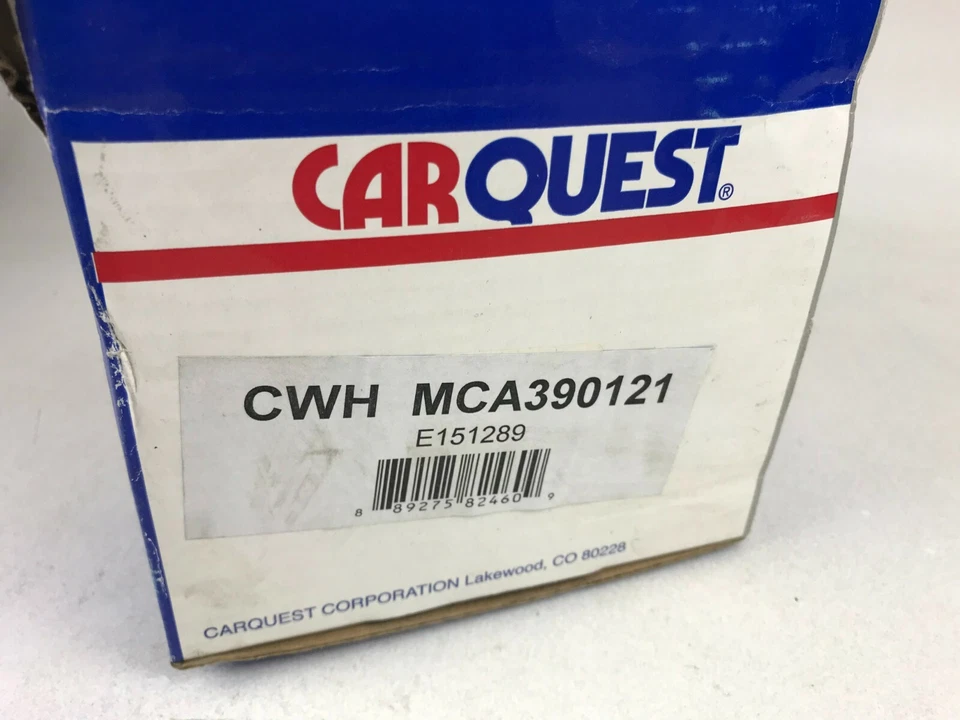 CARQUEST®
CWH MCA390121
E151289
8 89275 82460 9
CARQUEST CORPORATION Lakewood, CO 80228